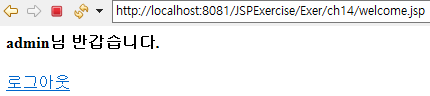 http://localhost:8081/JSPExercise/Exer/ch14/welcome.jsp
admin님 반갑습니다.
로그아웃